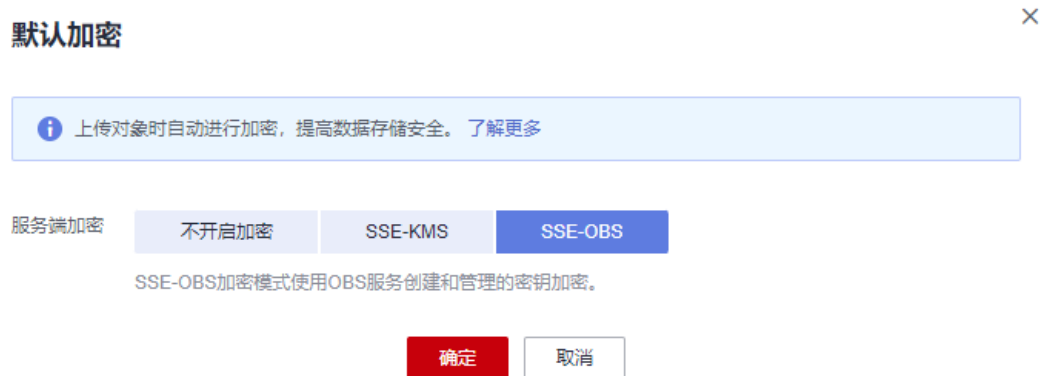 默认加密
上传对象时自动进行加密，提高数据存储安全。 了解更多
服务端加密 不开启加密 SSE-KMS SSE-OBS
SSE-OBS加密模式使用OBS服务创建和管理的密钥加密。
确定 取消